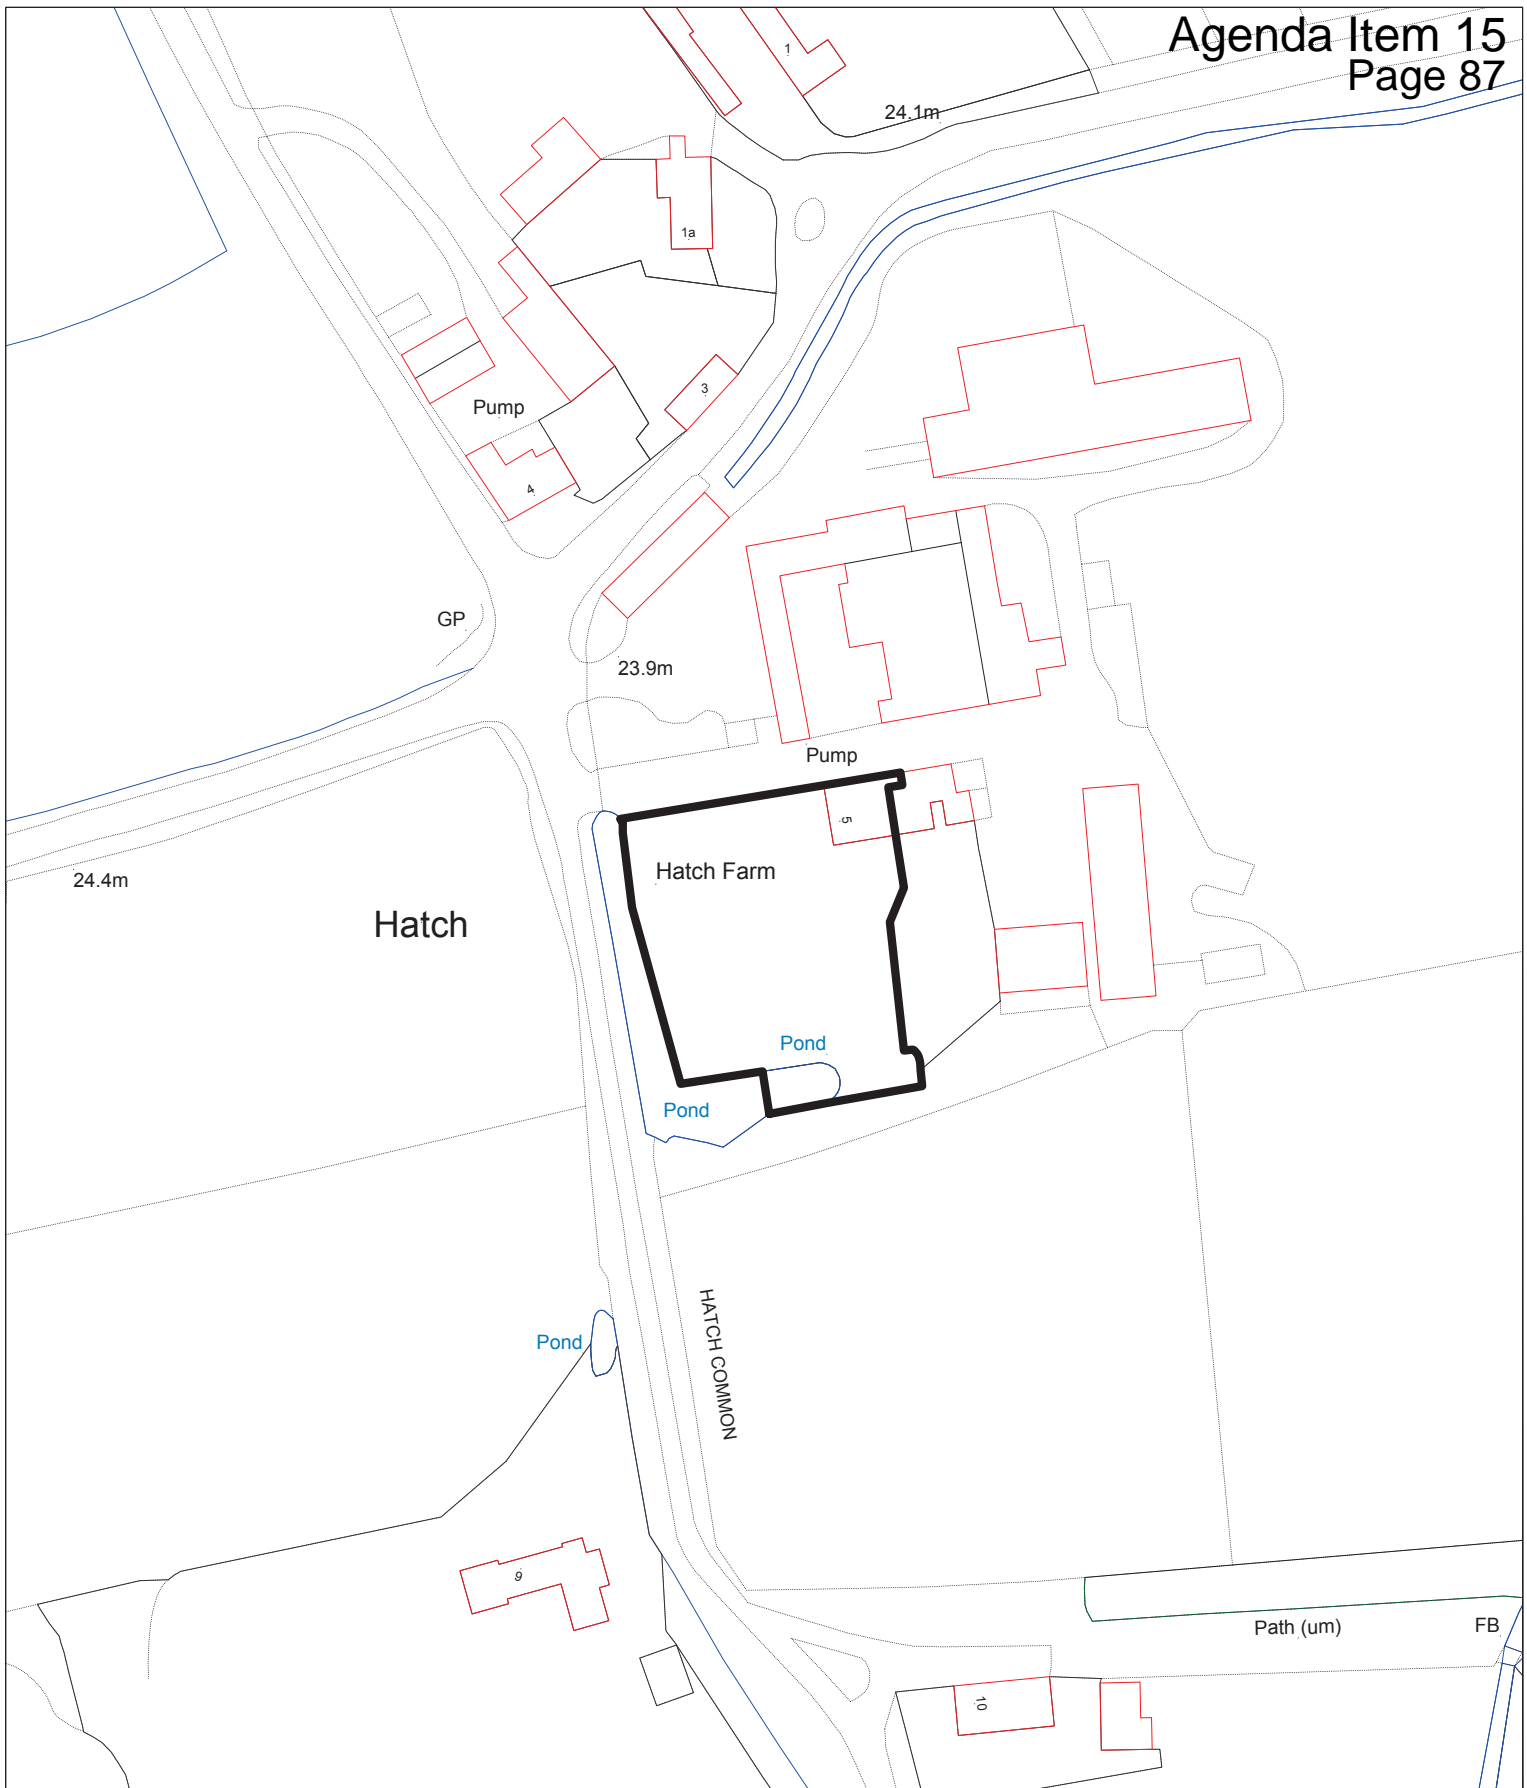 Agenda Item 15
Page 87
1
24.1m
1a
3
Pump
4
GP
23.9m
Pump
5
Hatch Farm
24.4m
Hatch
Pond
Pond
Pond
HATCH COMMON
9
Path (um)
FB
10